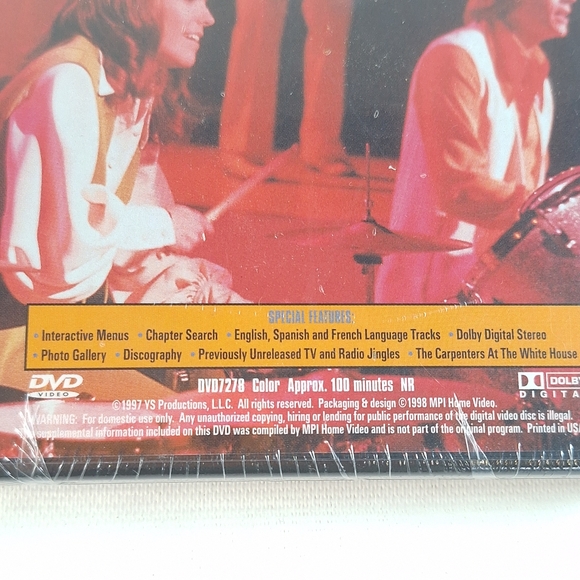 SPECIAL FEATURES:
• Interactive Menus • Chapter Search • English, Spanish and French Language Tracks • Dolby Digital Stereo
• Photo Gallery • Discography • Previously Unreleased TV and Radio Jingles • The Carpenters At The White House
DVD VIDEO
DVD7278 Color Approx. 100 minutes NR
DOLBY DIGITAL
©1997 YS Productions, L.L.C. All rights reserved. Packaging & design ©1998 MPI Home Video.
WARNING: For domestic use only. Any unauthorized copying, hiring or lending for public performance of the digital video disc is illegal.
Supplemental information included on this DVD was compiled by MPI Home Video and is not part of the original program. Printed in USA